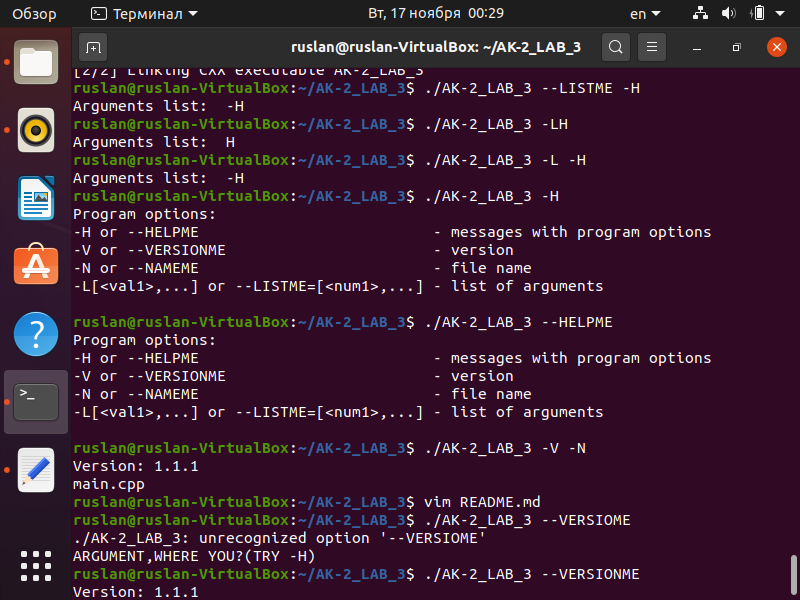 Обзор
Терминал
Вт, 17 ноября 00:29
en
ruslan@ruslan-VirtualBox: ~/AK-2_LAB_3
[2/2] Linking CXX executable AK-2_LAB_3
ruslan@ruslan-VirtualBox:~/AK-2_LAB_3$ ./AK-2_LAB_3 --LISTME -H
Arguments list:  -H
ruslan@ruslan-VirtualBox:~/AK-2_LAB_3$ ./AK-2_LAB_3 -LH
Arguments list:  H
ruslan@ruslan-VirtualBox:~/AK-2_LAB_3$ ./AK-2_LAB_3 -L -H
Arguments list:  -H
ruslan@ruslan-VirtualBox:~/AK-2_LAB_3$ ./AK-2_LAB_3 -H
Program options:
-H or --HELPME                          - messages with program options
-V or --VERSIONME                       - version
-N or --NAMEME                          - file name
-L[<val1>,...] or --LISTME=[<num1>,...] - list of arguments
ruslan@ruslan-VirtualBox:~/AK-2_LAB_3$ ./AK-2_LAB_3 --HELPME
Program options:
-H or --HELPME                          - messages with program options
-V or --VERSIONME                       - version
-N or --NAMEME                          - file name
-L[<val1>,...] or --LISTME=[<num1>,...] - list of arguments
ruslan@ruslan-VirtualBox:~/AK-2_LAB_3$ ./AK-2_LAB_3 -V -N
Version: 1.1.1
main.cpp
ruslan@ruslan-VirtualBox:~/AK-2_LAB_3$ vim README.md
ruslan@ruslan-VirtualBox:~/AK-2_LAB_3$ ./AK-2_LAB_3 --VERSIOME
./AK-2_LAB_3: unrecognized option '--VERSIOME'
ARGUMENT,WHERE YOU?(TRY -H)
ruslan@ruslan-VirtualBox:~/AK-2_LAB_3$ ./AK-2_LAB_3 --VERSIONME
Version: 1.1.1